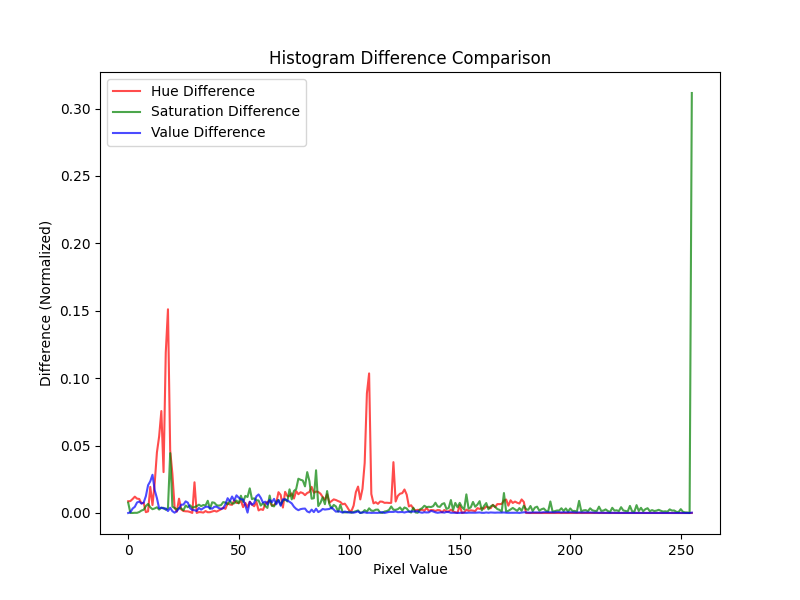 Histogram Difference Comparison
Hue Difference
Saturation Difference
Value Difference
Difference (Normalized)
0.30
0.25
0.20
0.15
0.10
0.05
0.00
0 50 100 150 200 250
Pixel Value